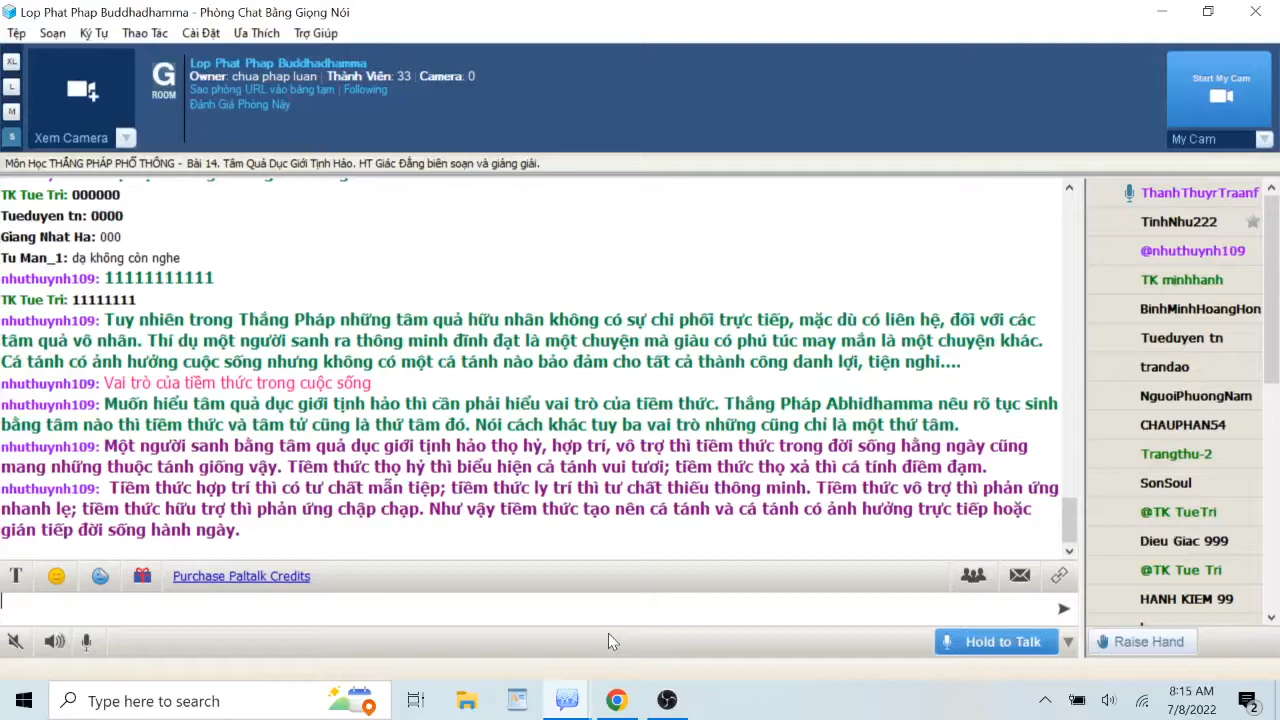 Lop Phat Phap Buddhadhamma - Phòng Chat Bằng Giọng Nói
Tệp Soạn Ký Tự Thao Tác Cài Đặt Ưa Thích Trợ Giúp
XL
L
M
S
Xem Camera
G
ROOM
Lop Phat Phap Buddhadhamma
Owner: chua phap luan | Thành Viên: 33 | Camera: 0
Sao phỏng URL vào bảng tạm | Following
Đánh Giá Phòng Này
Start My Cam
My Cam
Môn Học THẮNG PHÁP PHỔ THÔNG - Bài 14. Tâm Quả Dục Giới Tịnh Hảo. HT Giác Đẳng biên soạn và giảng giải.
TK Tue Tri: 000000
Tueduyen tn: 0000
Giang Nhat Ha: 000
Tu Man_1: dạ không còn nghe
nhuthuynh109: 11111111111
TK Tue Tri: 11111111
nhuthuynh109: Tuy nhiên trong Thắng Pháp những tâm quả hữu nhân không có sự chi phối trực tiếp, mặc dù có liên hệ, đối với các
tâm quả vô nhân. Thí dụ một người sanh ra thông minh đĩnh đạt là một chuyện mà giàu có phú túc may mắn là một chuyện khác.
Cá tánh có ảnh hưởng cuộc sống nhưng không có một cá tánh nào bảo đảm cho tất cả thành công danh lợi, tiện nghi....
nhuthuynh109: Vai trò của tiềm thức trong cuộc sống
nhuthuynh109: Muốn hiểu tâm quả dục giới tịnh hảo thì cần phải hiểu vai trò của tiềm thức. Thắng Pháp Abhidhamma nêu rõ tục sinh
bằng tâm nào thì tiềm thức và tâm tử cũng là thứ tâm đó. Nói cách khác tuy ba vai trò những cũng chỉ là một thứ tâm.
nhuthuynh109: Một người sanh bằng tâm quả dục giới tịnh hảo thọ hỷ, hợp trí, vô trợ thì tiềm thức trong đời sống hằng ngày cũng
mang những thuộc tánh giống vậy. Tiềm thức thọ hỷ thì biểu hiện cả tánh vui tươi; tiềm thức thọ xả thì cá tính điềm đạm.
nhuthuynh109: Tiềm thức hợp trí thì có tư chất mẫn tiệp; tiềm thức ly trí thì tư chất thiếu thông minh. Tiềm thức vô trợ thì phản ứng
nhanh lẹ; tiềm thức hữu trợ thì phản ứng chập chạp. Như vậy tiềm thức tạo nên cá tánh và cá tánh có ảnh hưởng trực tiếp hoặc
gián tiếp đời sống hành ngày.
ThanhThuyrTraanf
TinhNhu222
@nhuthuynh109
TK minhhanh
BinhMinhHoangHon
Tueduyen tn
trandao
NguoiPhuongNam
CHAUPHAN54
Trangthu-2
SonSoul
@TK TueTri
Dieu Giac 999
@TK Tue Tri
HANH KIEM 99
T
Purchase Paltalk Credits
Hold to Talk
Raise Hand
Type here to search
8:15 AM
7/8/2022
2